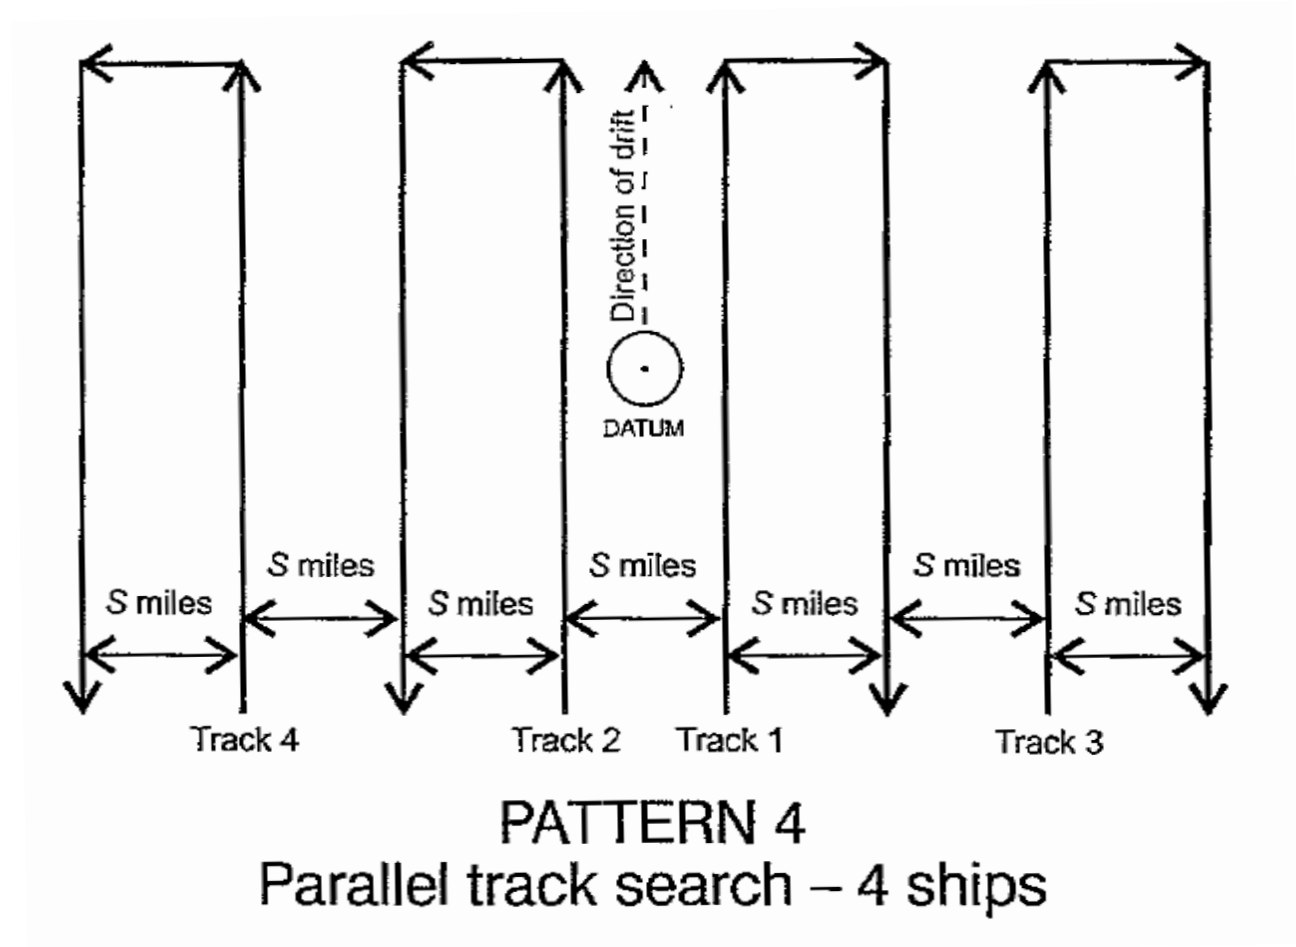 Direction of drift
DATUM
S miles
S miles
S miles
S miles
S miles
S miles
S miles
Track 4
Track 2
Track 1
Track 3
PATTERN 4
Parallel track search – 4 ships